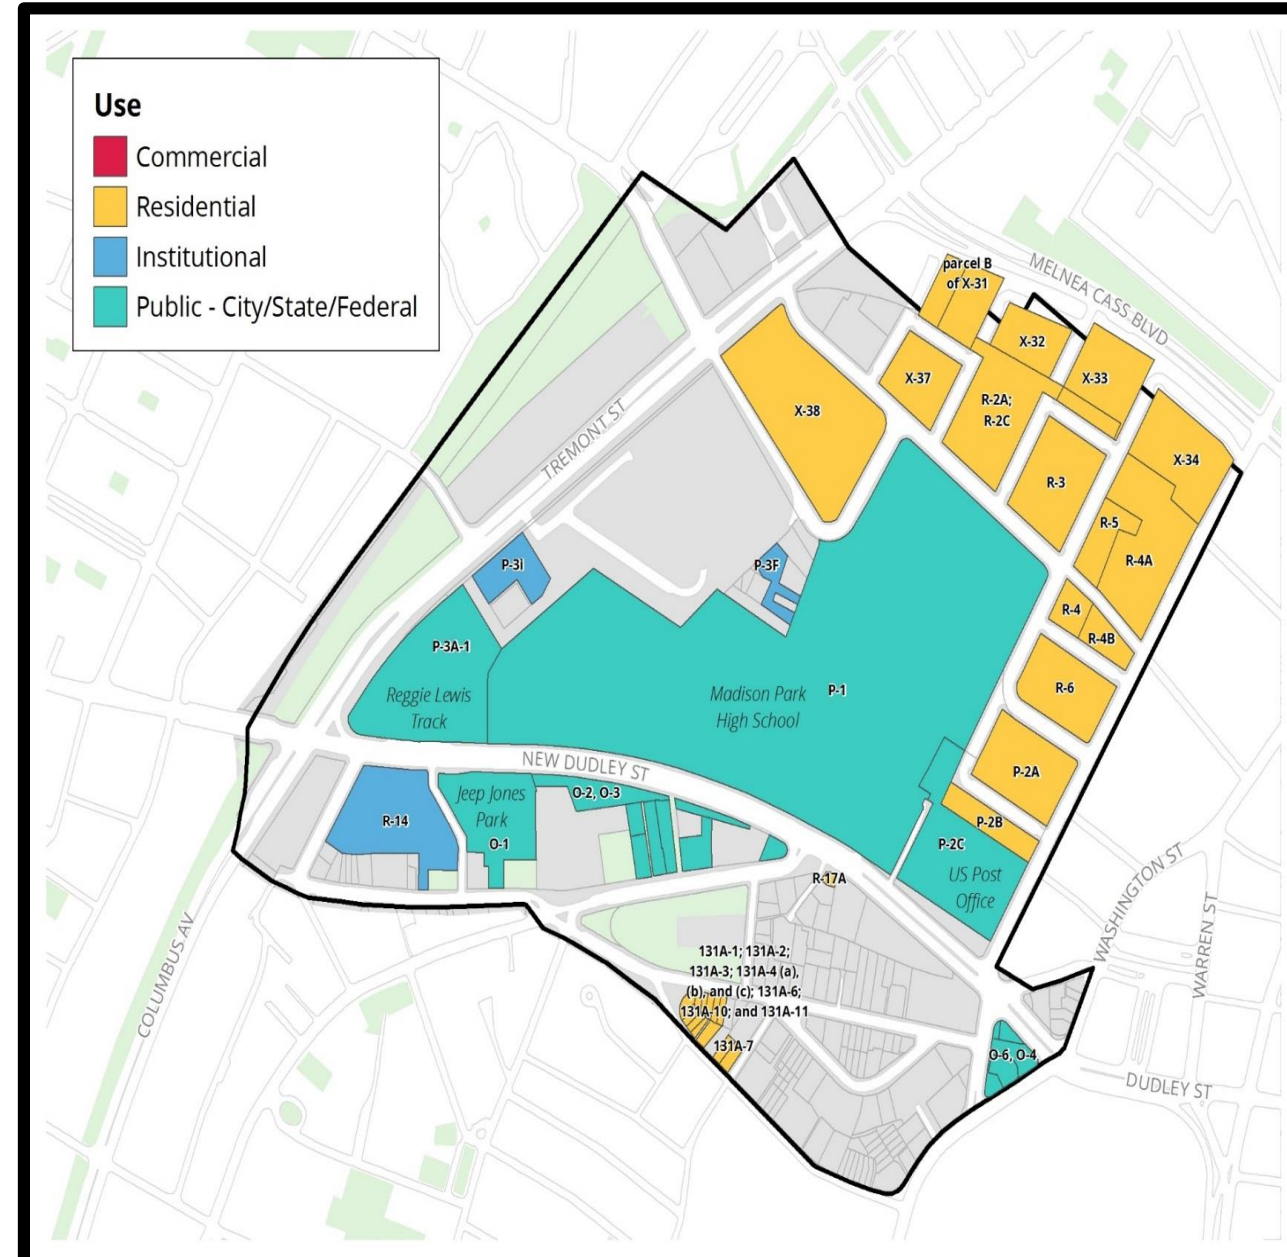 Use
Commercial
Residential
Institutional
Public - City/State/Federal
parcel B
of X-31
MELNEA CASS BLVD
X-32
X-33
X-37
R-2A;
R-2C
X-38
TREMONT ST
X-34
R-3
R-5
R-4A
P-3i
P-3F
R-4
R-4B
P-3A-1
Reggie Lewis
Track
Madison Park
High School
P-1
R-6
NEW DUDLEY ST
P-2A
Jeep Jones
Park
O-1
O-2, O-3
R-14
P-2B
P-2C
US Post
Office
R-17A
WASHINGTON ST
WARREN ST
COLUMBUS AV
131A-1; 131A-2;
131A-3; 131A-4 (a),
(b), and (c); 131A-6;
131A-10; and 131A-11
131A-7
O-6, O-4
DUDLEY ST